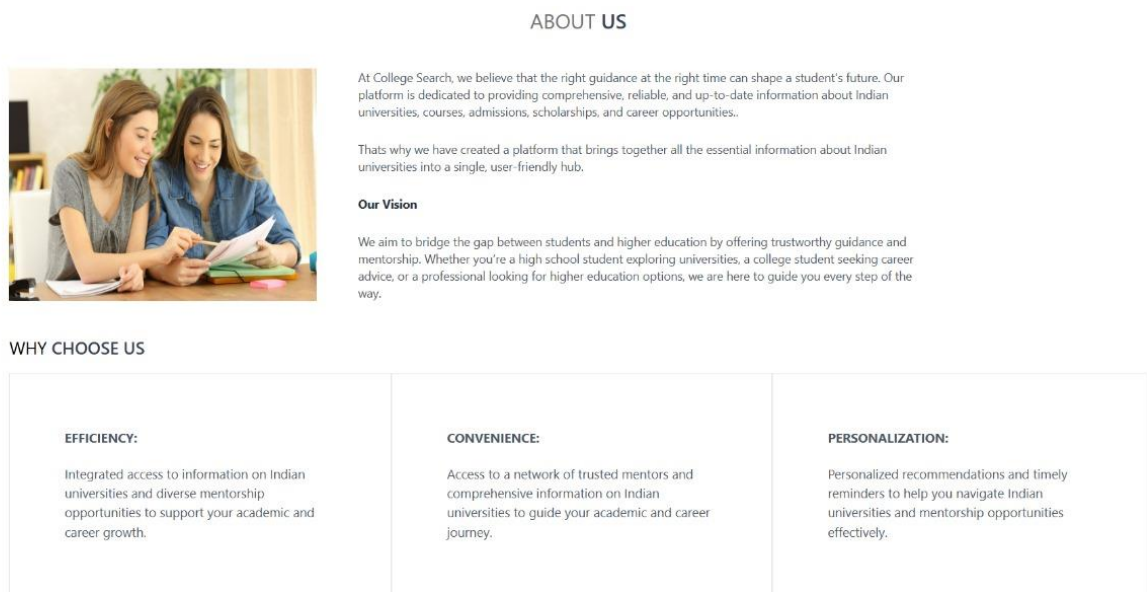 ABOUT US
At College Search, we believe that the right guidance at the right time can shape a student's future. Our
platform is dedicated to providing comprehensive, reliable, and up-to-date information about Indian
universities, courses, admissions, scholarships, and career opportunities..
Thats why we have created a platform that brings together all the essential information about Indian
universities into a single, user-friendly hub.
Our Vision
We aim to bridge the gap between students and higher education by offering trustworthy guidance and
mentorship. Whether you're a high school student exploring universities, a college student seeking career
advice, or a professional looking for higher education options, we are here to guide you every step of the
way.
WHY CHOOSE US
EFFICIENCY:
Integrated access to information on Indian
universities and diverse mentorship
opportunities to support your academic and
career growth.
CONVENIENCE:
Access to a network of trusted mentors and
comprehensive information on Indian
universities to guide your academic and career
journey.
PERSONALIZATION:
Personalized recommendations and timely
reminders to help you navigate Indian
universities and mentorship opportunities
effectively.